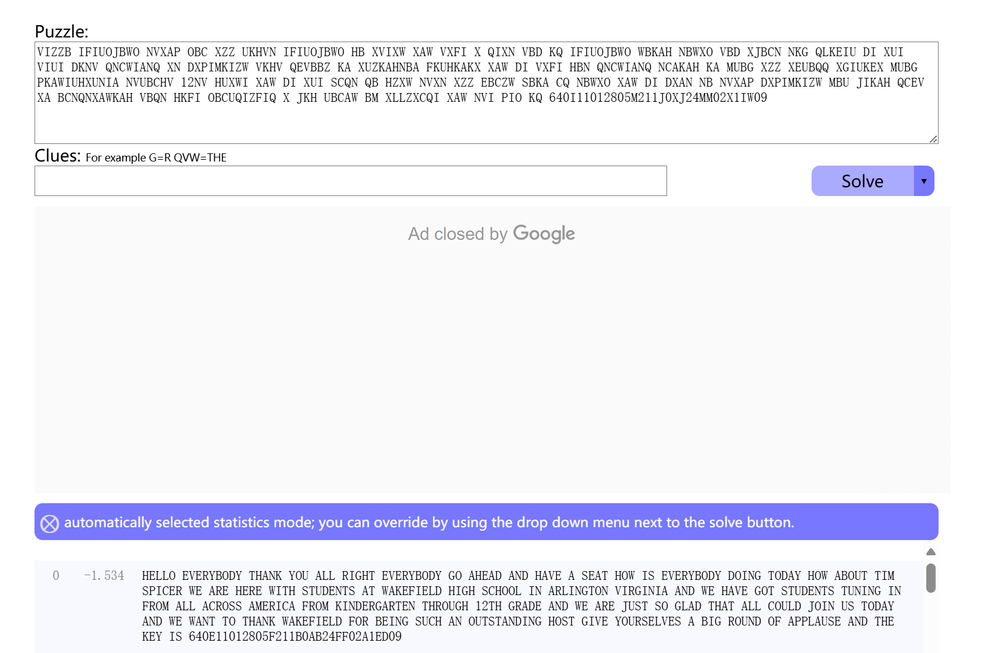 Puzzle:
VIZZB IFIUOJBWO NVXAP OBC XZZ UKHVN IFIUOJBWO HB XVIXW XAW VXFI X QIXN VBD KQ IFIUOJBWO WBKAH NBWXO VBD XJBCN NKG QLKEIU DI XUI
VIUI DKNV QNCWIANQ XN DXPIMKIZW VKHV QEVBBZ KA XUZKAHNBA FKUHKAKX XAW DI VXFI HBN QNCWIANQ NCAKAH KA MUBG XZZ XEUBQQ XGIUKEX MUBG
PKAWIUHXUNIA NVUBCHV 12NV HUXWI XAW DI XUI SCQN QB HZXW NVXN XZZ EBCZW SBKA CQ NBWXO XAW DI DXAN NB NVXAP DXPIMKIZW MBU JIKAH QCEV
XA BCNQNXAWKAH VBQN HKFI OBCUQIZFIQ X JKH UBCAW BM XLLZXCQI XAW NVI PIO KQ 640I11012805M211J0XJ24MM02X1IW09
Clues: For example G=R QVW=THE
Solve ▼
Ad closed by Google
automatically selected statistics mode; you can override by using the drop down menu next to the solve button.
0 -1.534 HELLO EVERYBODY THANK YOU ALL RIGHT EVERYBODY GO AHEAD AND HAVE A SEAT HOW IS EVERYBODY DOING TODAY HOW ABOUT TIM
SPICER WE ARE HERE WITH STUDENTS AT WAKEFIELD HIGH SCHOOL IN ARLINGTON VIRGINIA AND WE HAVE GOT STUDENTS TUNING IN
FROM ALL ACROSS AMERICA FROM KINDERGARTEN THROUGH 12TH GRADE AND WE ARE JUST SO GLAD THAT ALL COULD JOIN US TODAY
AND WE WANT TO THANK WAKEFIELD FOR BEING SUCH AN OUTSTANDING HOST GIVE YOURSELVES A BIG ROUND OF APPLAUSE AND THE
KEY IS 640E11012805F211B0AB24FF02A1ED09